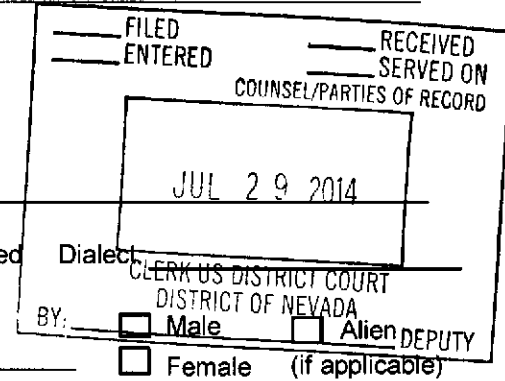 FILED
RECEIVED
ENTERED
SERVED ON
COUNSEL/PARTIES OF RECORD
JUL 29 2014
ed Dialect
CLERK US DISTRICT COURT
DISTRICT OF NEVADA
BY: DEPUTY
Male Alien
Female (if applicable)